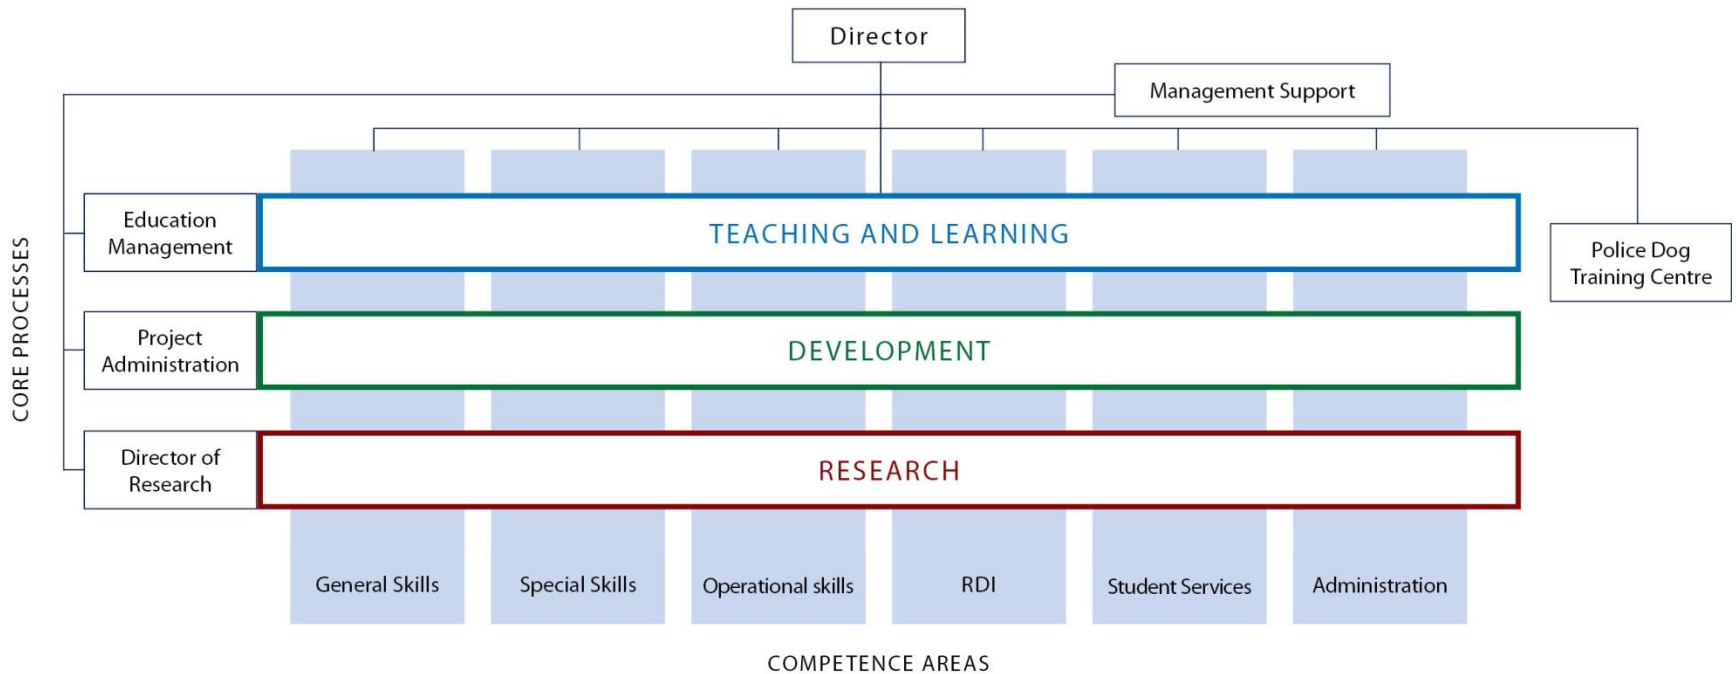 Director
Management Support
CORE PROCESSES
Education
Management
TEACHING AND LEARNING
Police Dog
Training Centre
Project
Administration
DEVELOPMENT
Director of
Research
RESEARCH
General Skills
Special Skills
Operational skills
RDI
Student Services
Administration
COMPETENCE AREAS